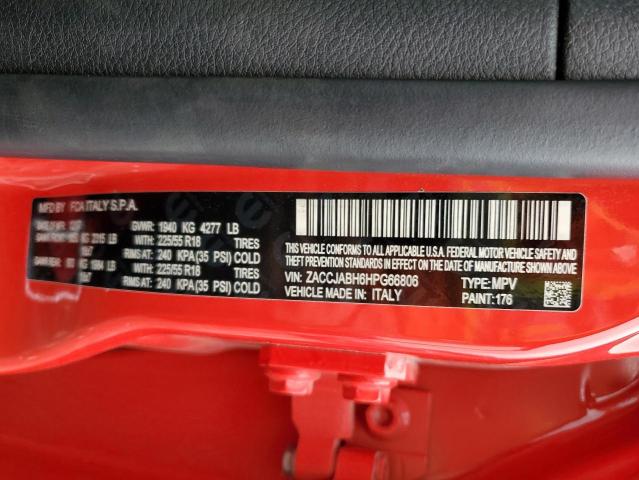 MFD BY FCA ITALY S.P.A.
GVWR: 1940 KG 4277 LB
2315 LB WITH: 225/55 R18 TIRES
RIMS AT: 240 KPA (35 PSI) COLD
LB WITH: 225/55 R18 TIRES
RIMS AT: 240 KPA (35 PSI) COLD
THIS VEHICLE CONFORMS TO ALL APPLICABLE U.S.A. FEDERAL MOTOR VEHICLE SAFETY AND
THEFT PREVENTION STANDARDS IN EFFECT ON THE DATE OF MANUFACTURE SHOWN ABOVE.
VIN: ZACCJABH6HPG66806 TYPE: MPV
VEHICLE MADE IN: ITALY PAINT: 176